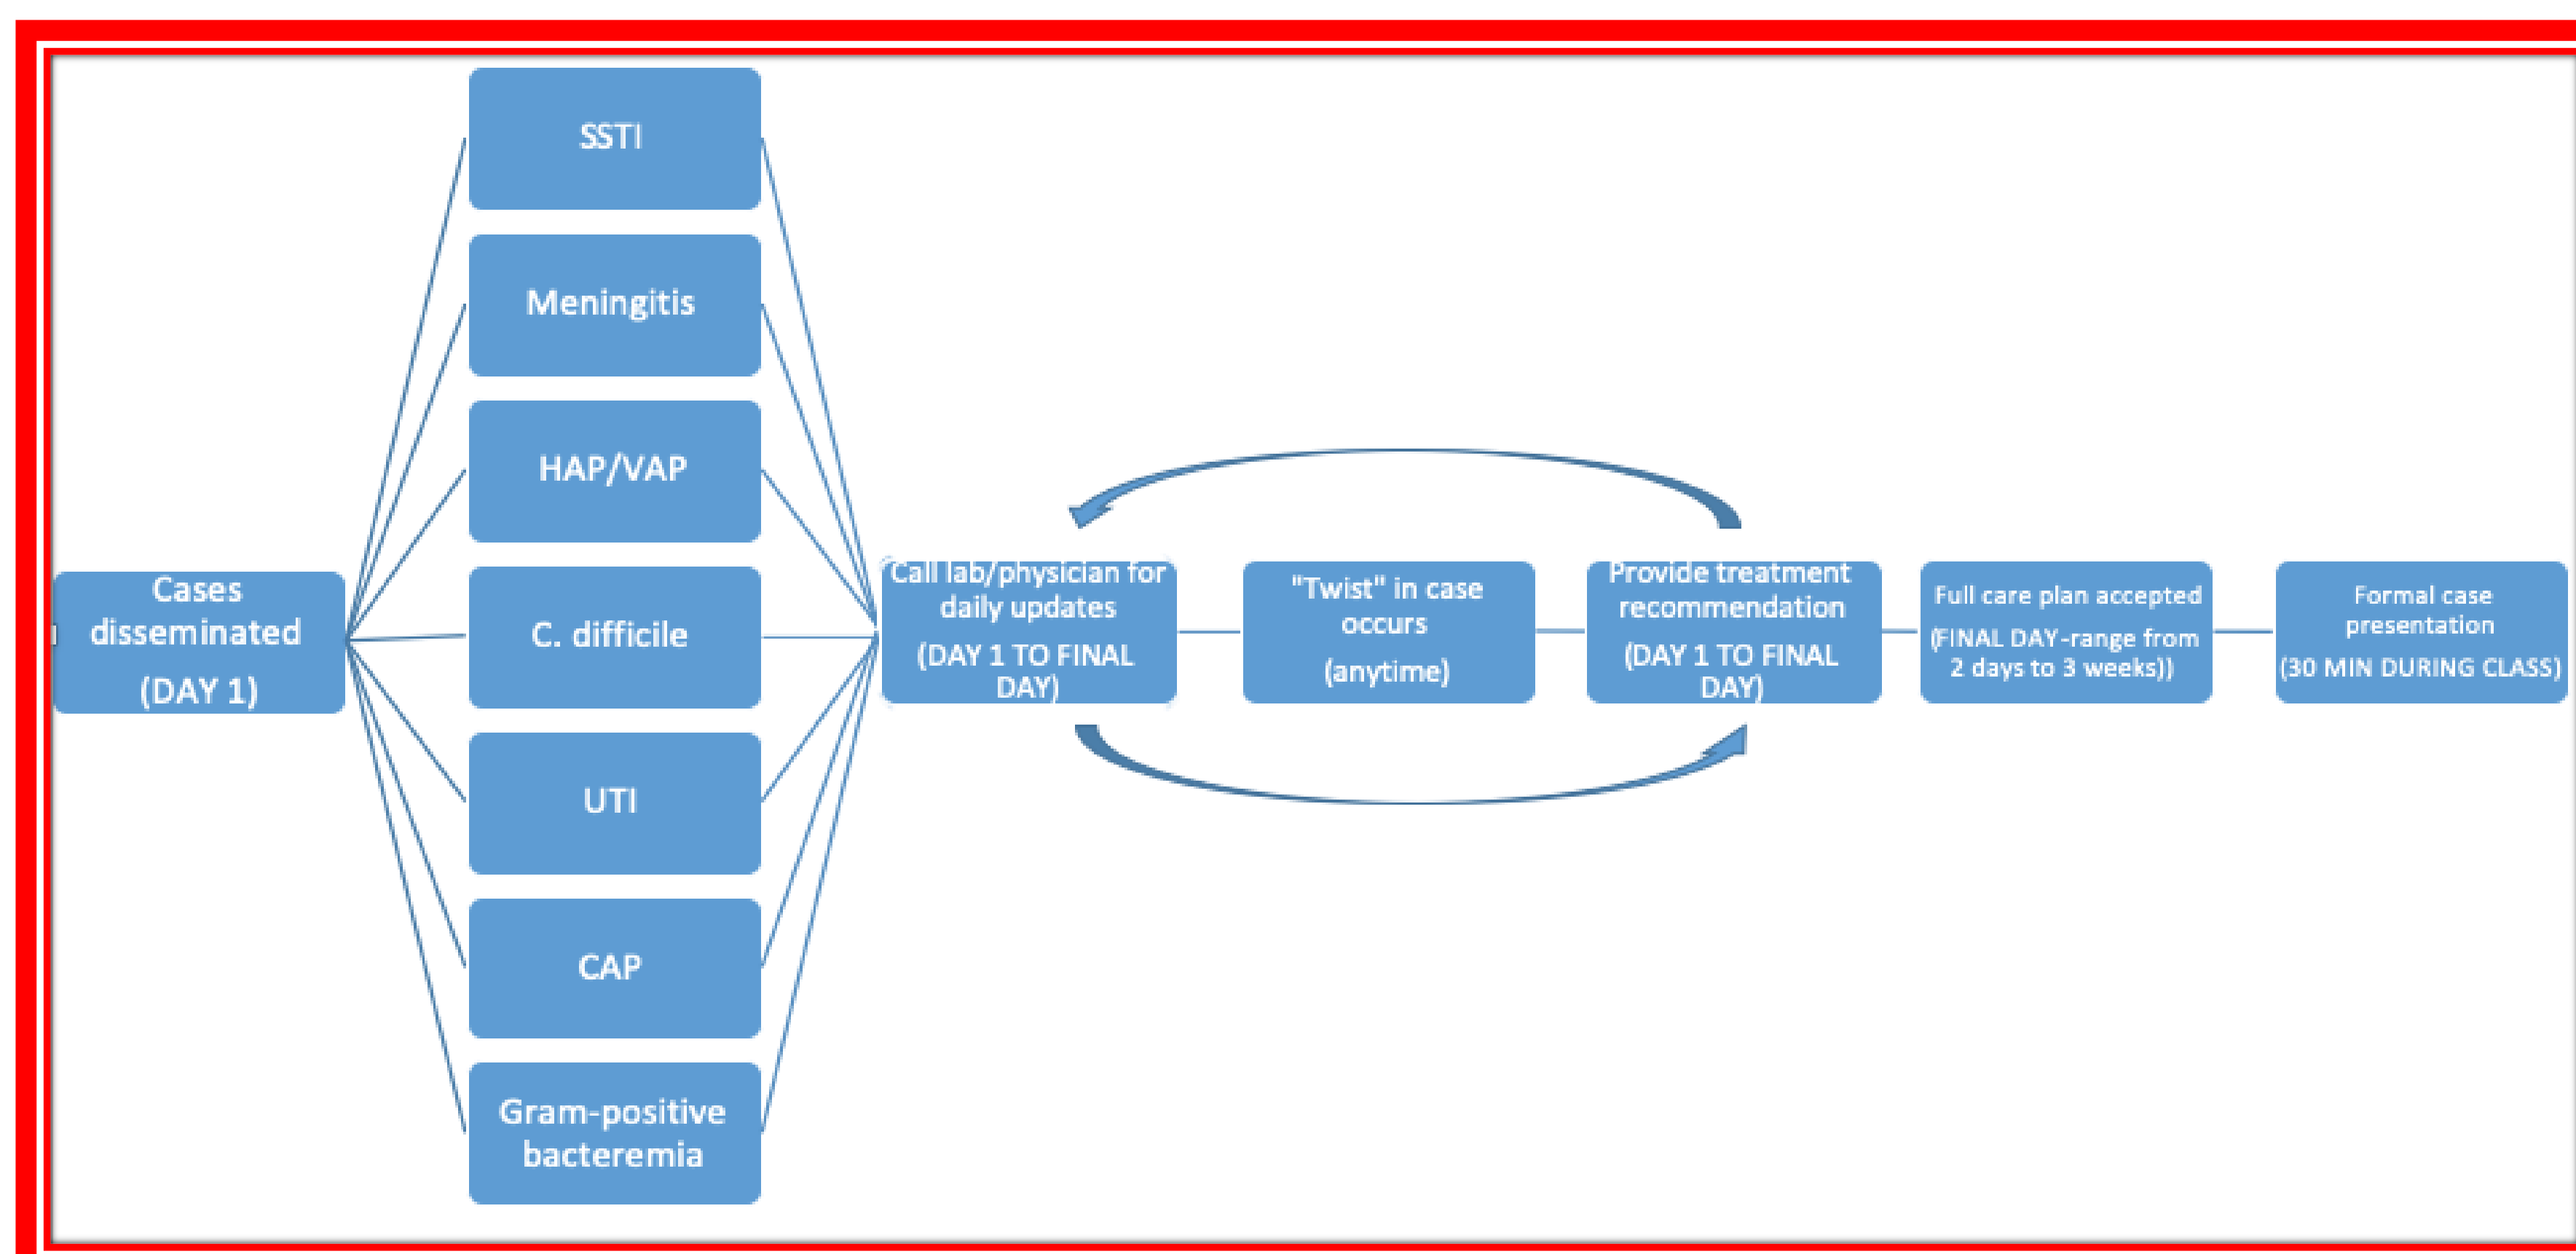 Cases
disseminated
(DAY 1)
SSTI
Meningitis
HAP/VAP
C. difficile
UTI
CAP
Gram-positive
bacteremia
Call lab/physician for
daily updates
(DAY 1 TO FINAL
DAY)
"Twist" in case
occurs
(anytime)
Provide treatment
recommendation
(DAY 1 TO FINAL
DAY)
Full care plan accepted
(FINAL DAY-range from
2 days to 3 weeks))
Formal case
presentation
(30 MIN DURING CLASS)